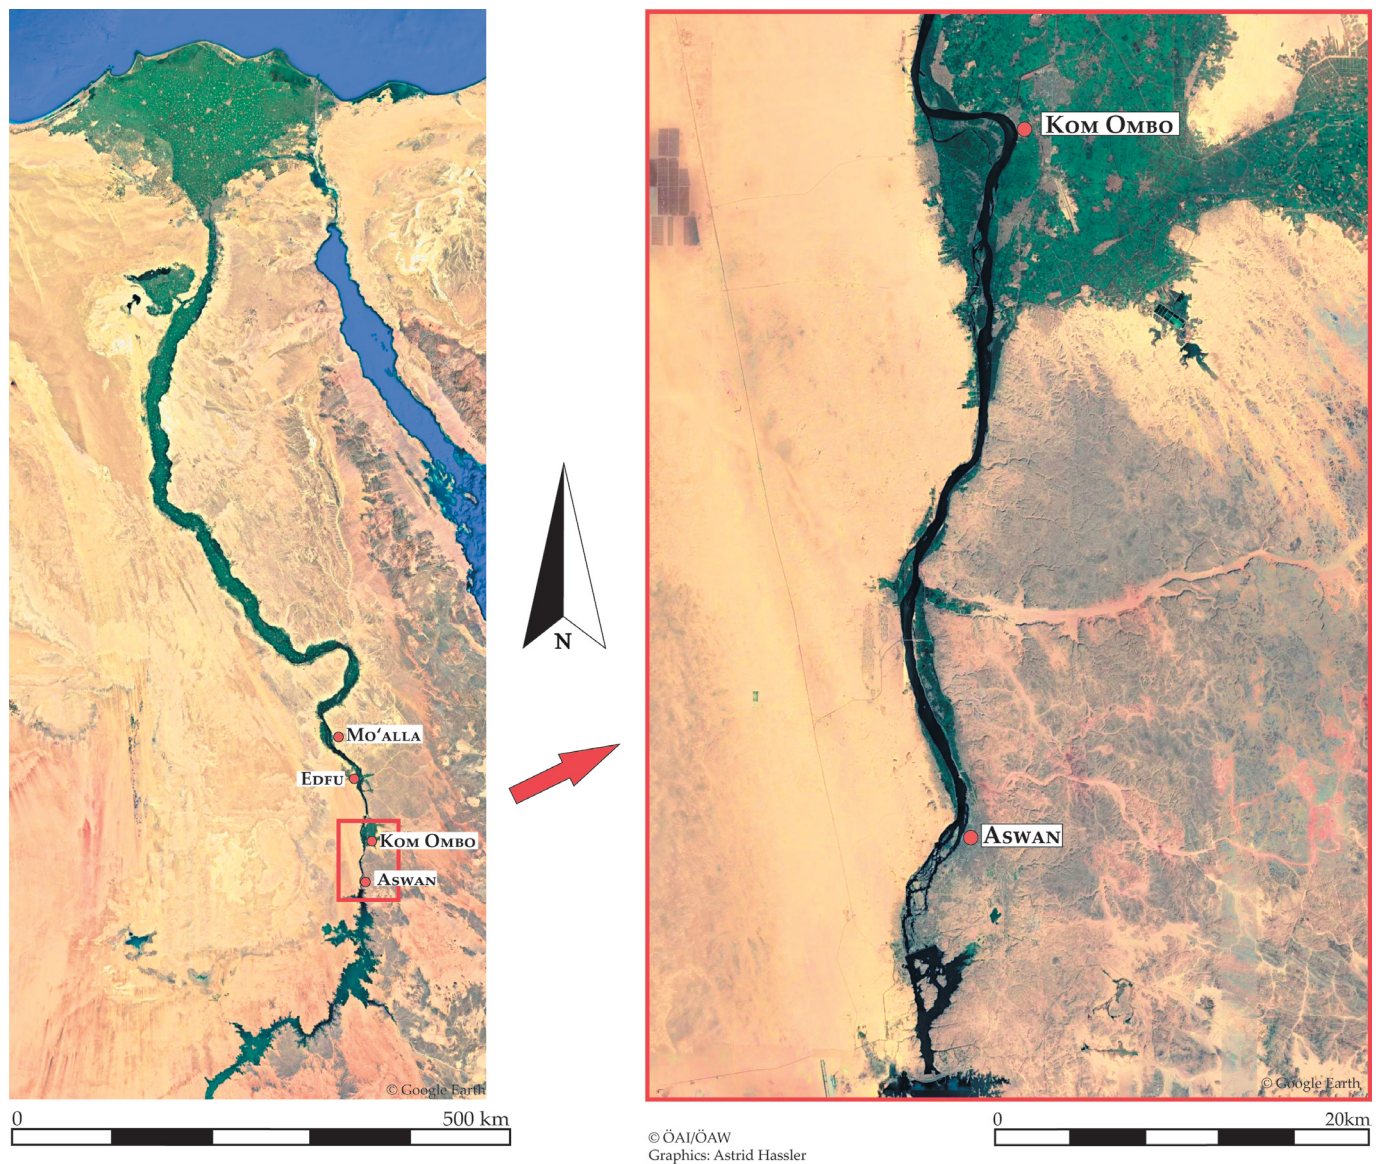 Kom Ombo
N
Mo‘alla
Edfu
Kom Ombo
Aswan
Aswan
© Google Earth
© Google Earth
0 500 km
0 20km
© ÖAI/ÖAW
Graphics: Astrid Hassler